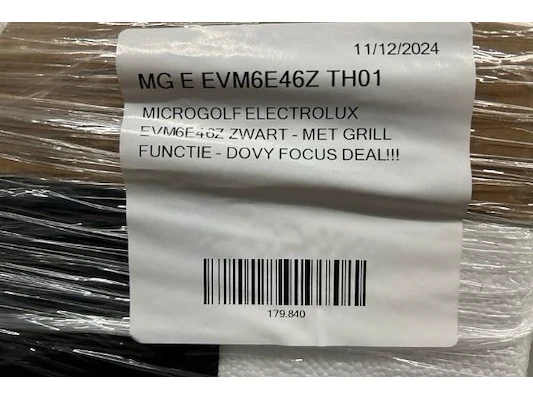 11/12/2024
MG E EVM6E46Z TH01
MICROGOLF ELECTROLUX
EVM6E46Z ZWART - MET GRILL
FUNCTIE - DOVY FOCUS DEAL!!!
179.840